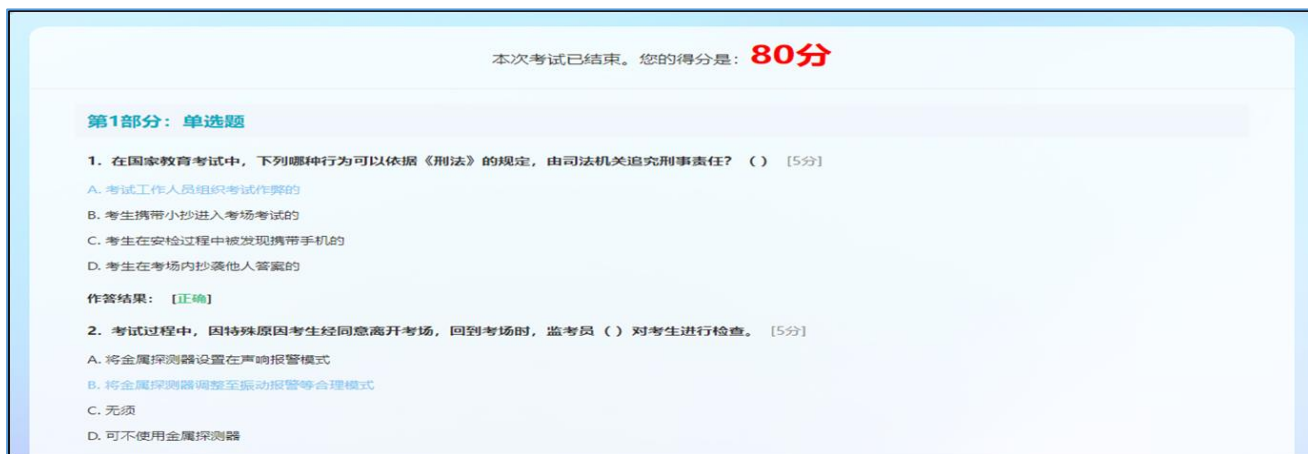 本次考试已结束。您的得分是：80分
第1部分：单选题
1. 在国家教育考试中，下列哪种行为可以依据《刑法》的规定，由司法机关追究刑事责任？（ ） [5分]
A. 考试工作人员组织考试作弊的
B. 考生携带小抄进入考场考试的
C. 考生在安检过程中被发现携带手机的
D. 考生在考场内抄袭他人答案的
作答结果： [正确]
2. 考试过程中，因特殊原因考生经同意离开考场，回到考场时，监考员（ ）对考生进行检查。 [5分]
A. 将金属探测器设置在声响报警模式
B. 将金属探测器调整至振动报警等合理模式
C. 无须
D. 可不使用金属探测器